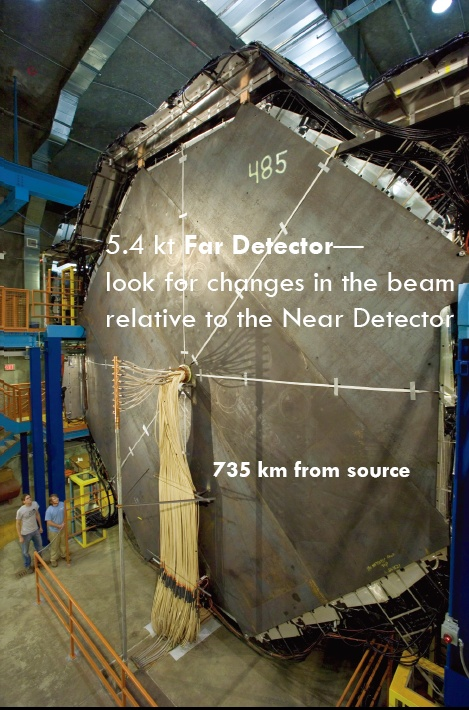 485
5.4 kt Far Detector—
look for changes in the beam
relative to the Near Detector
735 km from source